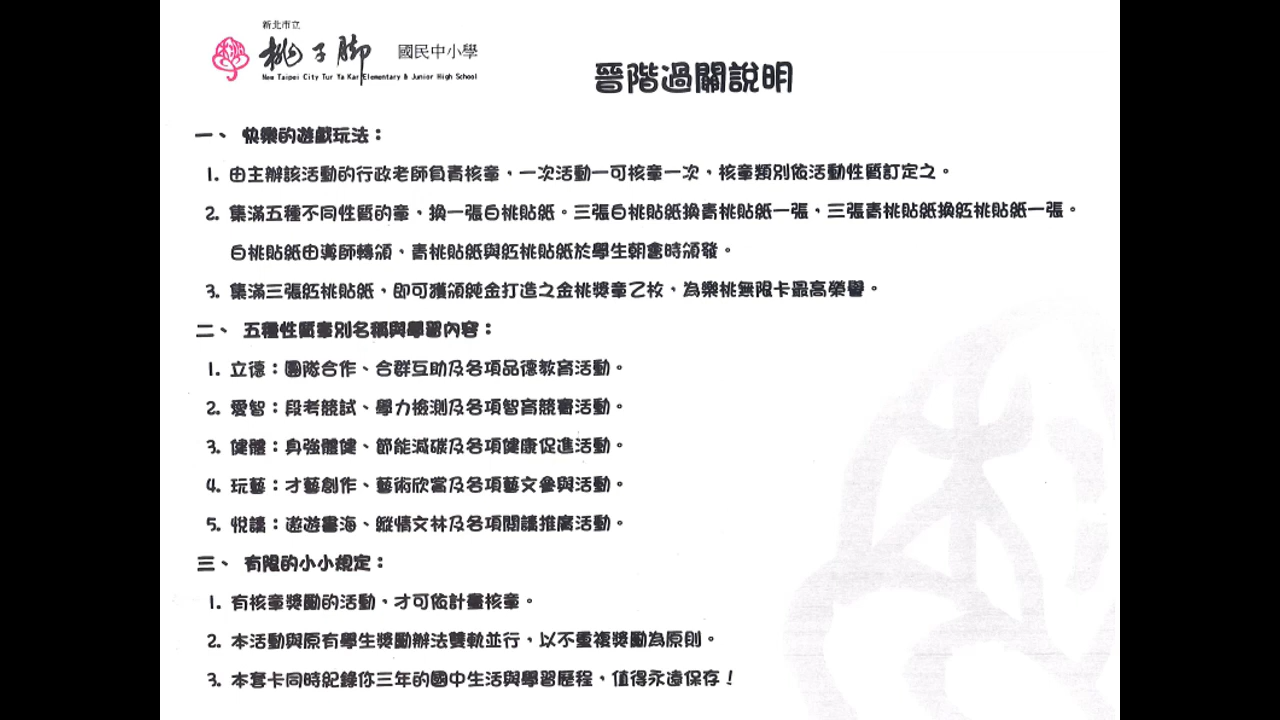 新北市立
桃子腳 國民中小學
New Taipei City Tur Ya Kar Elementary & Junior High School
晉階過關說明
一、 快樂的遊戲玩法：
1. 由主辦該活動的行政老師負責核章，一次活動一可核章一次，核章類別依活動性質訂定之。
2. 集滿五種不同性質的章，換一張白桃貼紙。三張白桃貼紙換青桃貼紙一張，三張青桃貼紙換紅桃貼紙一張。
白桃貼紙由導師轉頒，青桃貼紙與紅桃貼紙於學生朝會時頒發。
3. 集滿三張紅桃貼紙，即可獲頒純金打造之金桃獎章乙枚，為樂桃無限卡最高榮譽。
二、 五種性質章別名稱與學習內容：
1. 立德：團隊合作、合群互助及各項品德教育活動。
2. 愛智：段考競試、學力檢測及各項智育競賽活動。
3. 健體：身強體健、節能減碳及各項健康促進活動。
4. 玩藝：才藝創作、藝術欣賞及各項藝文參與活動。
5. 悅讀：遨遊書海、縱情文林及各項閱讀推廣活動。
三、 有限的小小規定：
1. 有核章獎勵的活動，才可依計畫核章。
2. 本活動與原有學生獎勵辦法雙軌並行，以不重複獎勵為原則。
3. 本套卡同時紀錄你三年的國中生活與學習歷程，值得永遠保存！